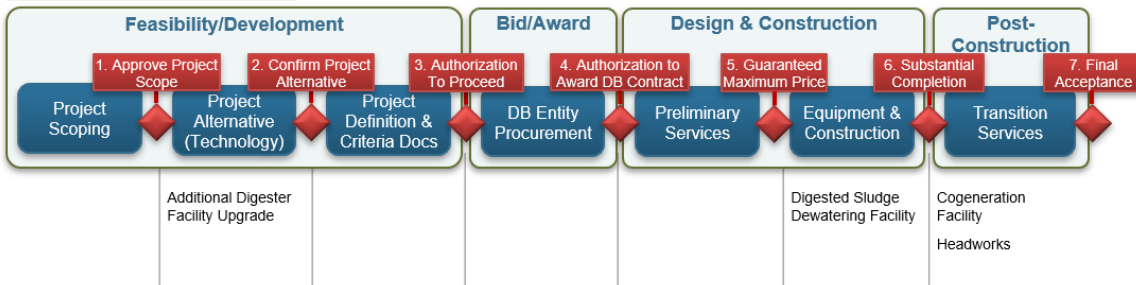 Feasibility/Development
Bid/Award
Design & Construction
Post-
Construction
1. Approve Project
Scope
2. Confirm Project
Alternative
3. Authorization
To Proceed
4. Authorization to
Award DB Contract
5. Guaranteed
Maximum Price
6. Substantial
Completion
7. Final
Acceptance
Project
Scoping
Project
Alternative
(Technology)
Project
Definition &
Criteria Docs
DB Entity
Procurement
Preliminary
Services
Equipment &
Construction
Transition
Services
Additional Digester
Facility Upgrade
Digested Sludge
Dewatering Facility
Cogeneration
Facility
Headworks